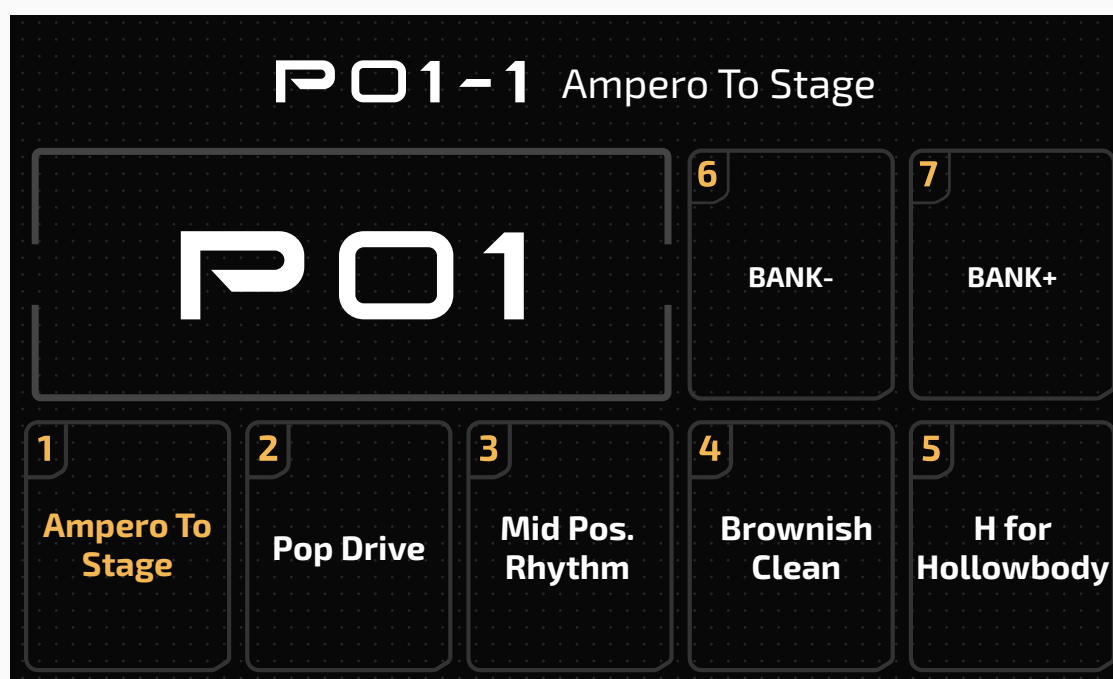 P01-1 Ampero To Stage
P01
6
BANK-
7
BANK+
1
Ampero To
Stage
2
Pop Drive
3
Mid Pos.
Rhythm
4
Brownish
Clean
5
H for
Hollowbody